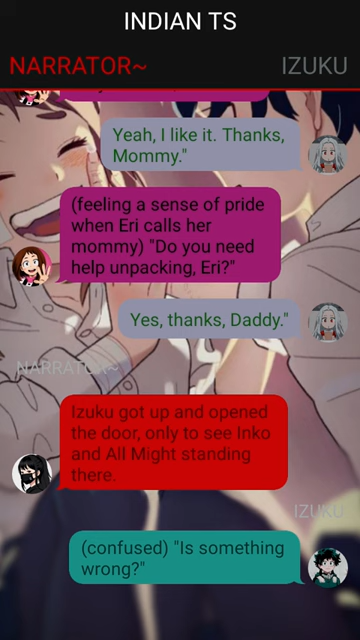 INDIAN TS
NARRATOR~
IZUKU
Yeah, I like it. Thanks,
Mommy."
(feeling a sense of pride
when Eri calls her
mommy) "Do you need
help unpacking, Eri?"
Yes, thanks, Daddy."
NARRATOR~
Izuku got up and opened
the door, only to see Inko
and All Might standing
there.
IZUKU
(confused) "Is something
wrong?"